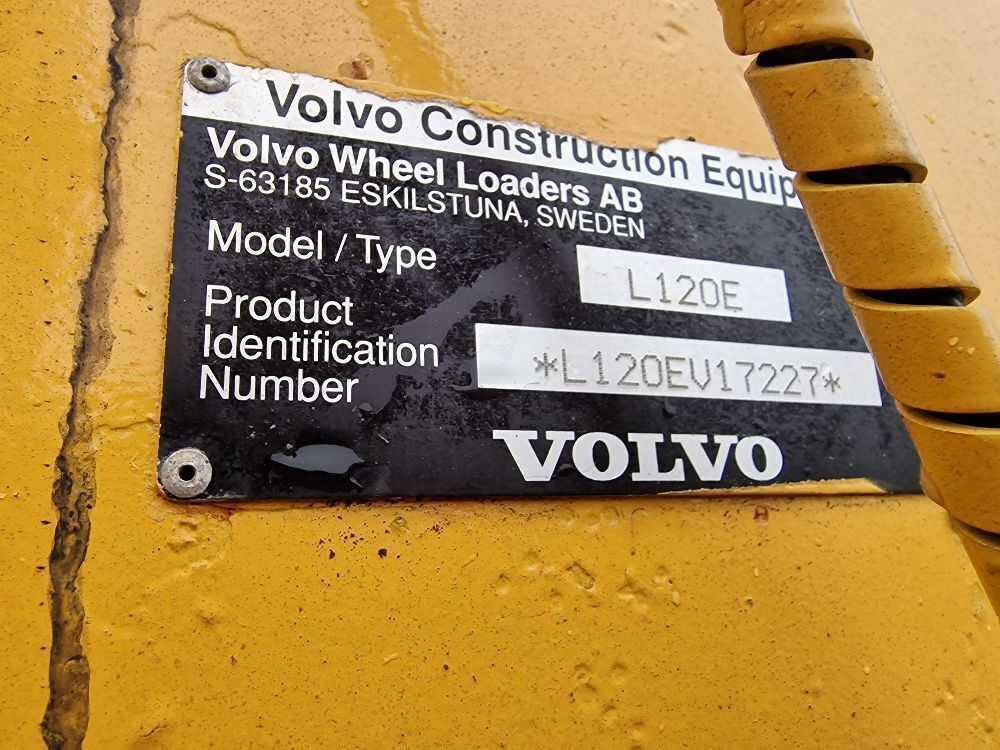 Volvo Construction Equip
Volvo Wheel Loaders AB
S-63185 ESKILSTUNA, SWEDEN
Model / Type L120E
Product
Identification
Number *L120EV17227*
VOLVO